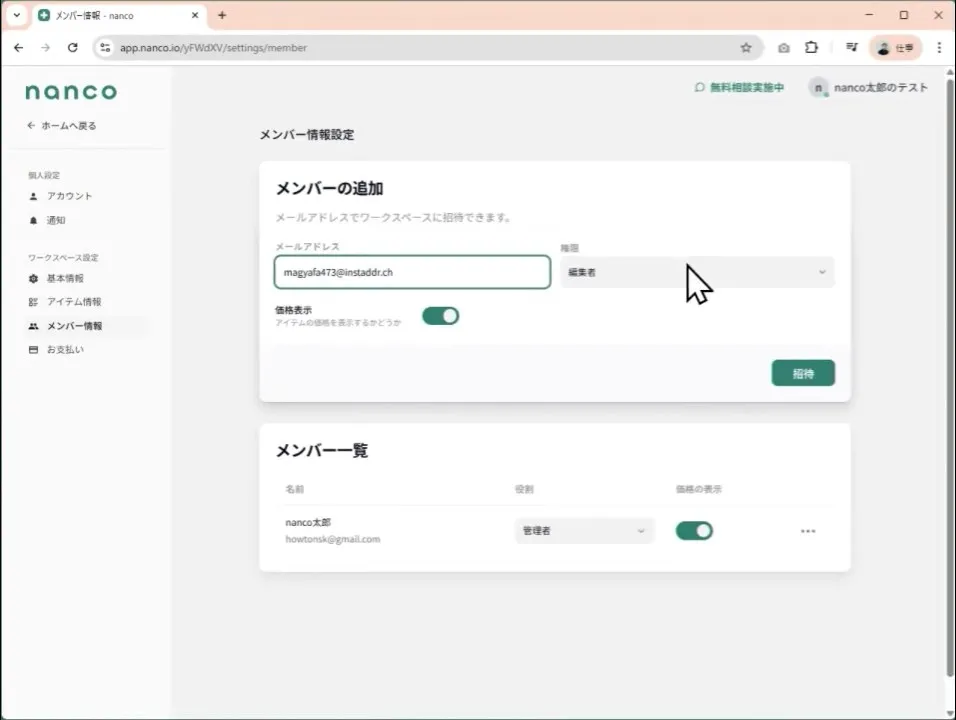 メンバー情報 - nanco
app.nanco.io/yFWdXV/settings/member
仕事
nanco
無料相談実施中
n
nanco太郎のテスト
ホームへ戻る
個人設定
アカウント
通知
ワークスペース設定
基本情報
アイテム情報
メンバー情報
お支払い
メンバー情報設定
メンバーの追加
メールアドレスでワークスペースに招待できます。
メールアドレス
権限
magyafa473@instaddr.ch
編集者
価格表示
アイテムの価格を表示するかどうか
招待
メンバー一覧
名前
役割
価格の表示
nanco太郎
howtonsk@gmail.com
管理者